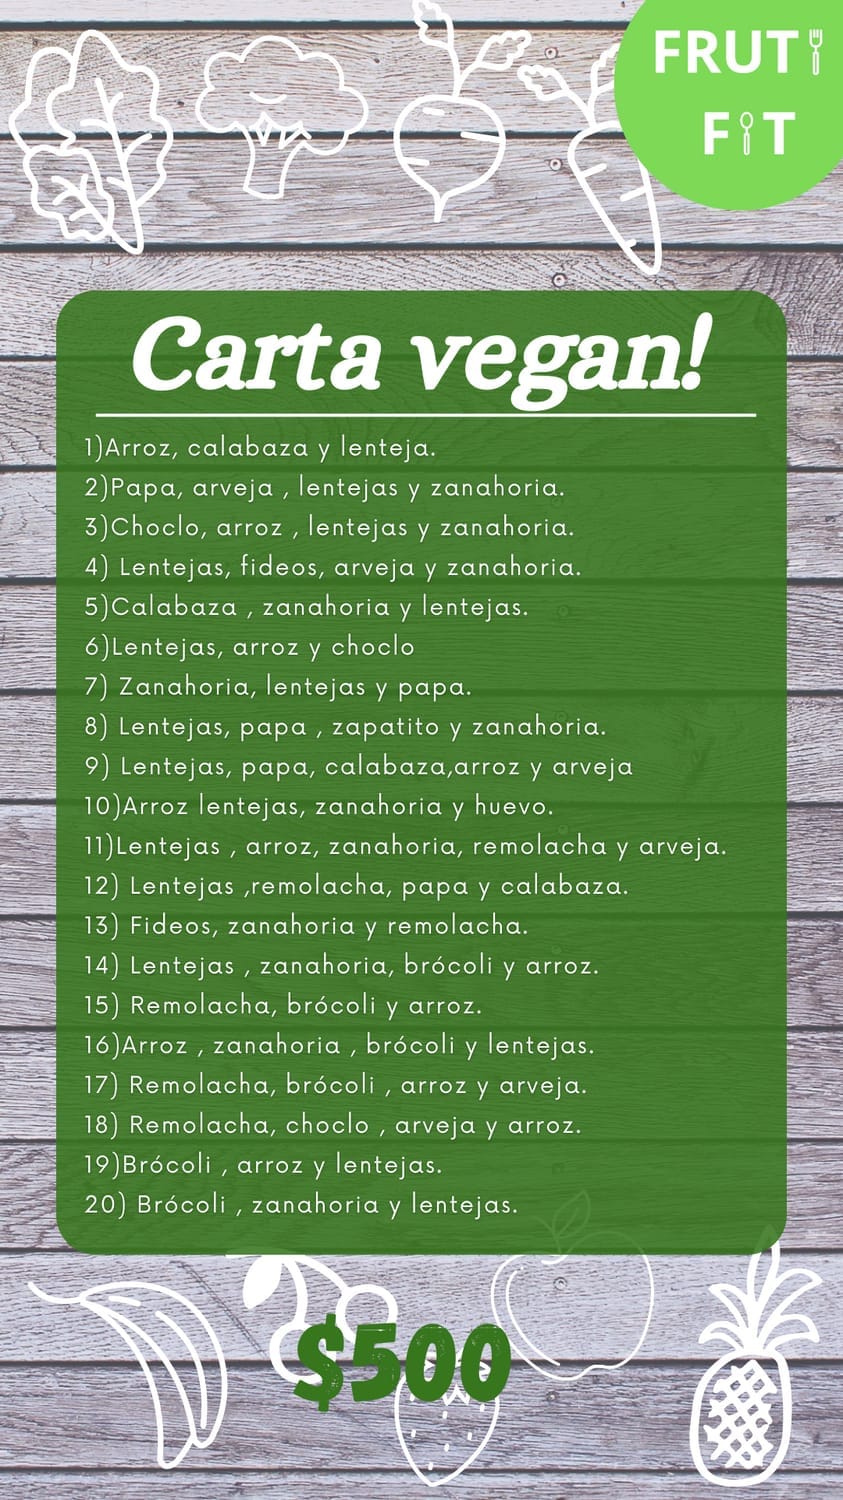 FRUTI
FIT
Carta vegan!
1)Arroz, calabaza y lenteja.
2)Papa, arveja , lentejas y zanahoria.
3)Choclo, arroz , lentejas y zanahoria.
4) Lentejas, fideos, arveja y zanahoria.
5)Calabaza , zanahoria y lentejas.
6)Lentejas, arroz y choclo
7) Zanahoria, lentejas y papa.
8) Lentejas, papa , zapatito y zanahoria.
9) Lentejas, papa, calabaza,arroz y arveja
10)Arroz lentejas, zanahoria y huevo.
11)Lentejas , arroz, zanahoria, remolacha y arveja.
12) Lentejas ,remolacha, papa y calabaza.
13) Fideos, zanahoria y remolacha.
14) Lentejas , zanahoria, brócoli y arroz.
15) Remolacha, brócoli y arroz.
16)Arroz , zanahoria , brócoli y lentejas.
17) Remolacha, brócoli , arroz y arveja.
18) Remolacha, choclo , arveja y arroz.
19)Brócoli , arroz y lentejas.
20) Brócoli , zanahoria y lentejas.
$500